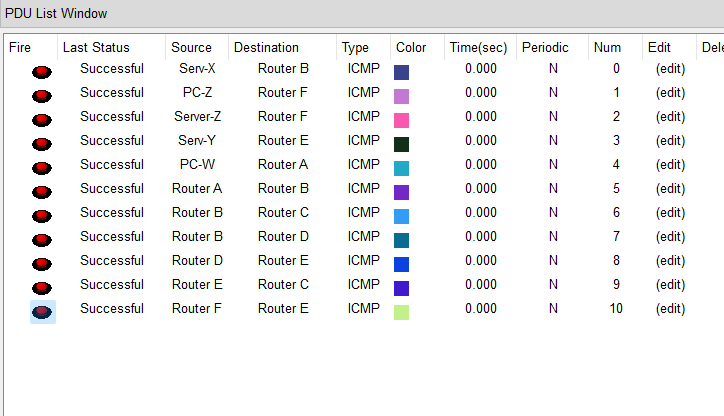 PDU List Window
Fire Last Status Source Destination Type Color Time(sec) Periodic Num Edit Dele
Successful Serv-X Router B ICMP 0.000 N 0 (edit)
Successful PC-Z Router F ICMP 0.000 N 1 (edit)
Successful Server-Z Router F ICMP 0.000 N 2 (edit)
Successful Serv-Y Router E ICMP 0.000 N 3 (edit)
Successful PC-W Router A ICMP 0.000 N 4 (edit)
Successful Router A Router B ICMP 0.000 N 5 (edit)
Successful Router B Router C ICMP 0.000 N 6 (edit)
Successful Router B Router D ICMP 0.000 N 7 (edit)
Successful Router D Router E ICMP 0.000 N 8 (edit)
Successful Router E Router C ICMP 0.000 N 9 (edit)
Successful Router F Router E ICMP 0.000 N 10 (edit)